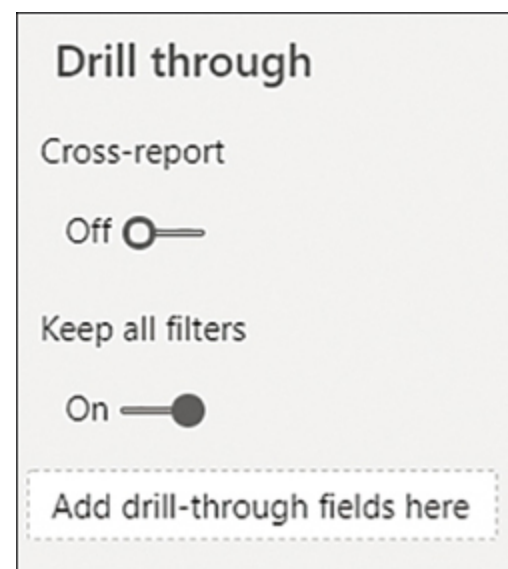 Drill through
Cross-report
Off
Keep all filters
On
Add drill-through fields here